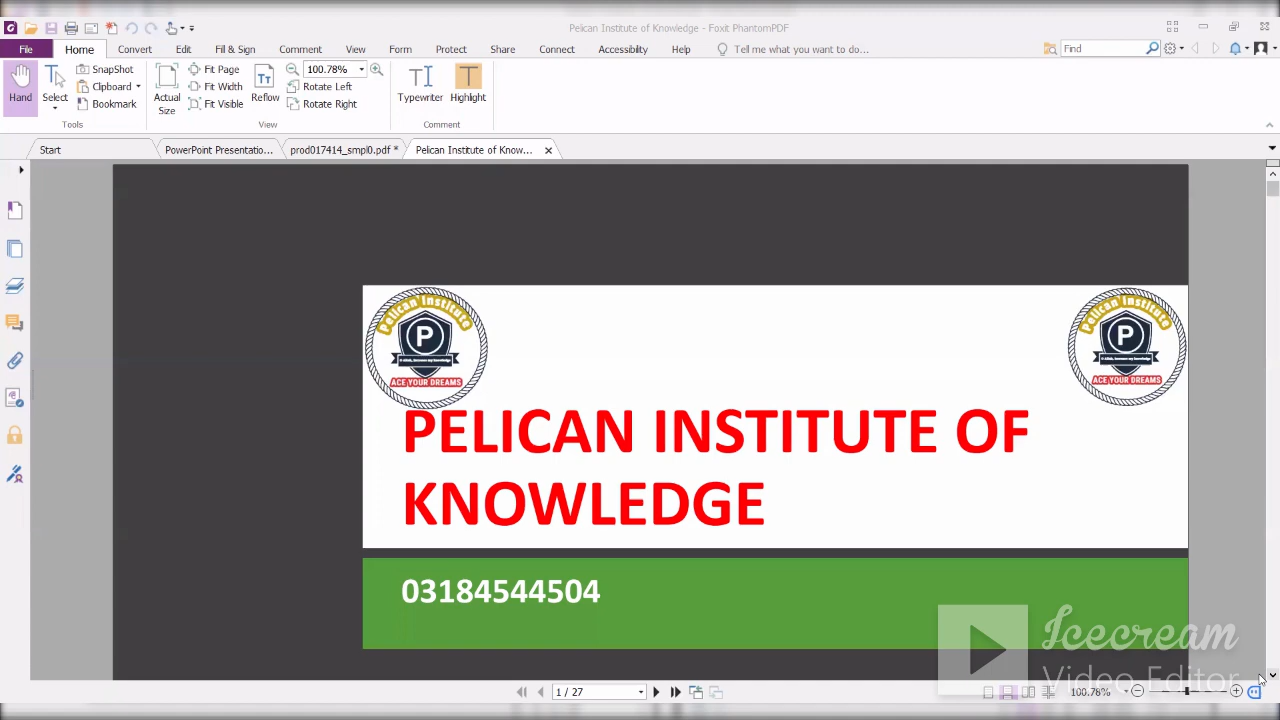 Pelican Institute of Knowledge - Foxit PhantomPDF
File Home Convert Edit Fill & Sign Comment View Form Protect Share Connect Accessibility Help Tell me what you want to do... Find
Hand
Select
SnapShot
Clipboard
Bookmark
Tools
Actual Size
Fit Page
Fit Width
Fit Visible
Reflow
100.78%
Rotate Left
Rotate Right
View
Typewriter
Highlight
Comment
Start
PowerPoint Presentatio...
prod017414_smpl0.pdf *
Pelican Institute of Know...
Pelican Institute
P
ACE YOUR DREAMS
Pelican Institute
P
ACE YOUR DREAMS
PELICAN INSTITUTE OF
KNOWLEDGE
03184544504
Icecream
Video Editor
1 / 27
100.78%